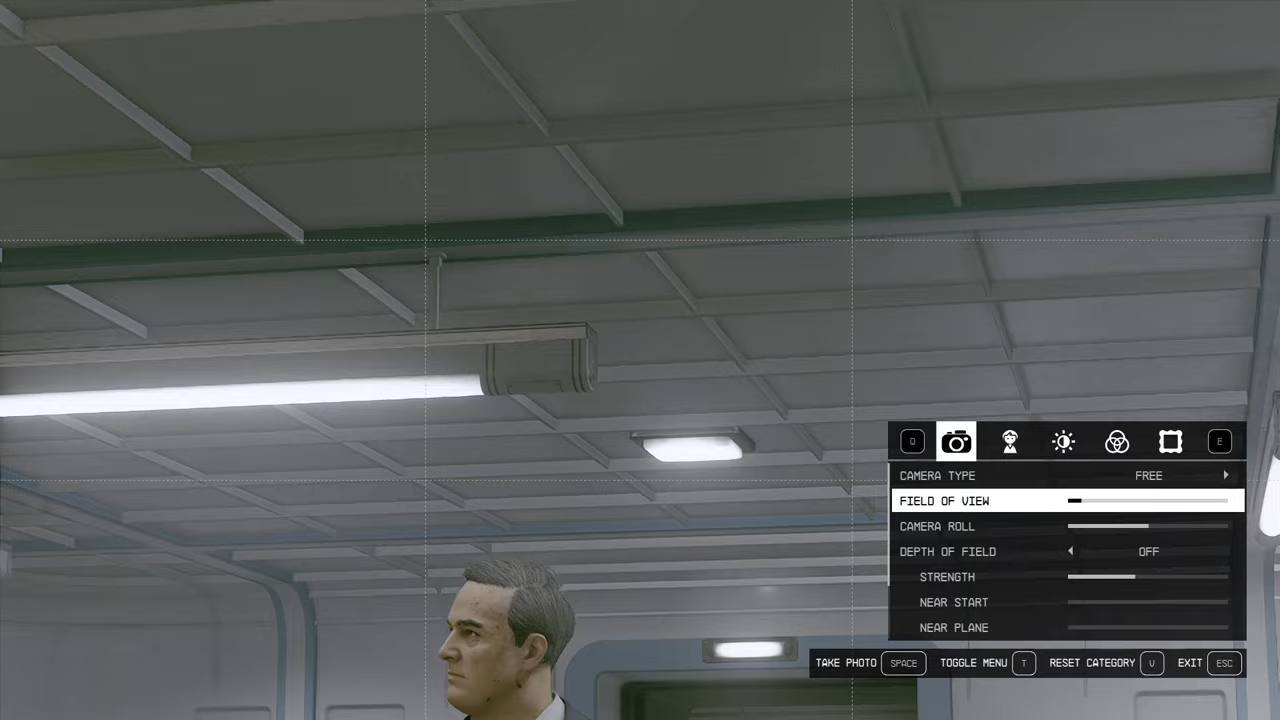 Q
E
CAMERA TYPE FREE
FIELD OF VIEW
CAMERA ROLL
DEPTH OF FIELD OFF
STRENGTH
NEAR START
NEAR PLANE
TAKE PHOTO SPACE TOGGLE MENU T RESET CATEGORY V EXIT ESC